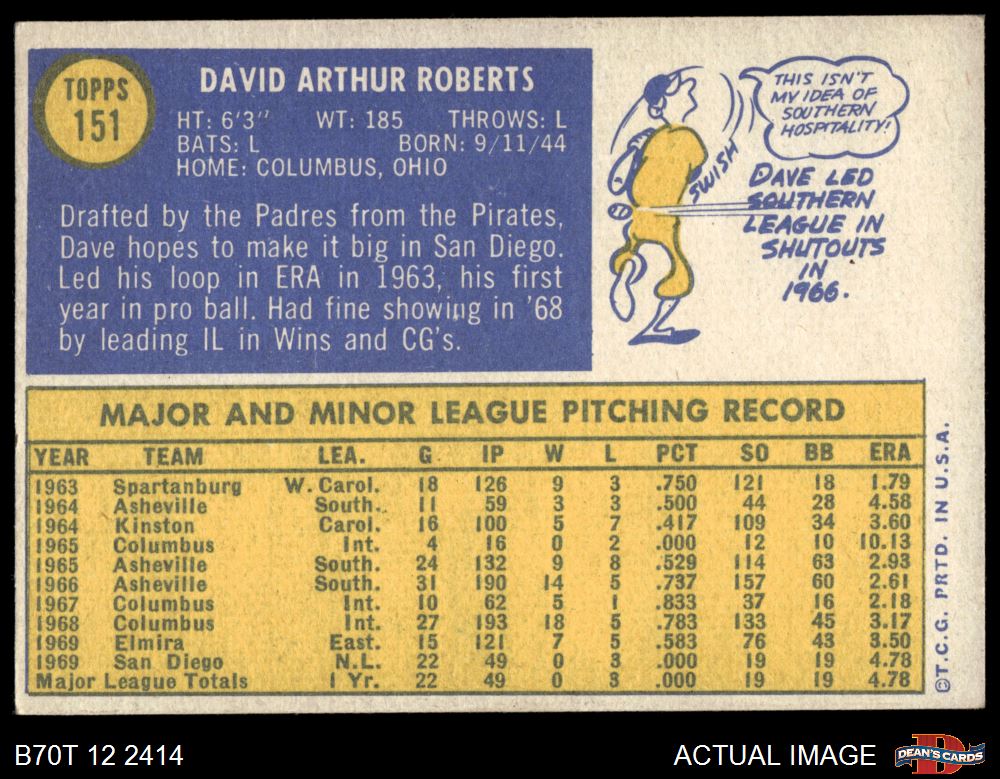 TOPPS
151
DAVID ARTHUR ROBERTS
HT: 6'3" WT: 185 THROWS: L
BATS: L BORN: 9/11/44
HOME: COLUMBUS, OHIO
Drafted by the Padres from the Pirates,
Dave hopes to make it big in San Diego.
Led his loop in ERA in 1963, his first
year in pro ball. Had fine showing in '68
by leading IL in Wins and CG's.
THIS ISN'T
MY IDEA OF
SOUTHERN
HOSPITALITY!
SWISH
DAVE LED
SOUTHERN
LEAGUE IN
SHUTOUTS
IN
1966.
MAJOR AND MINOR LEAGUE PITCHING RECORD
YEAR TEAM LEA. G IP W L PCT SO BB ERA
1963 Spartanburg W. Carol. 18 126 9 3 .750 121 18 1.79
1964 Asheville South. 11 59 3 3 .500 44 28 4.58
1964 Kinston Carol. 16 100 5 7 .417 109 34 3.60
1965 Columbus Int. 4 16 0 2 .000 12 10 10.13
1965 Asheville South. 24 132 9 8 .529 114 63 2.93
1966 Asheville South. 31 190 14 5 .737 157 60 2.61
1967 Columbus Int. 10 62 5 1 .833 37 16 2.18
1968 Columbus Int. 27 193 18 5 .783 133 45 3.17
1969 Elmira East. 15 121 7 5 .583 76 43 3.50
1969 San Diego N.L. 22 49 0 3 .000 19 19 4.78
Major League Totals 1 Yr. 22 49 0 3 .000 19 19 4.78
©T.C.G. PRTD. IN U.S.A.
B70T 12 2414
ACTUAL IMAGE
DEAN'S CARDS